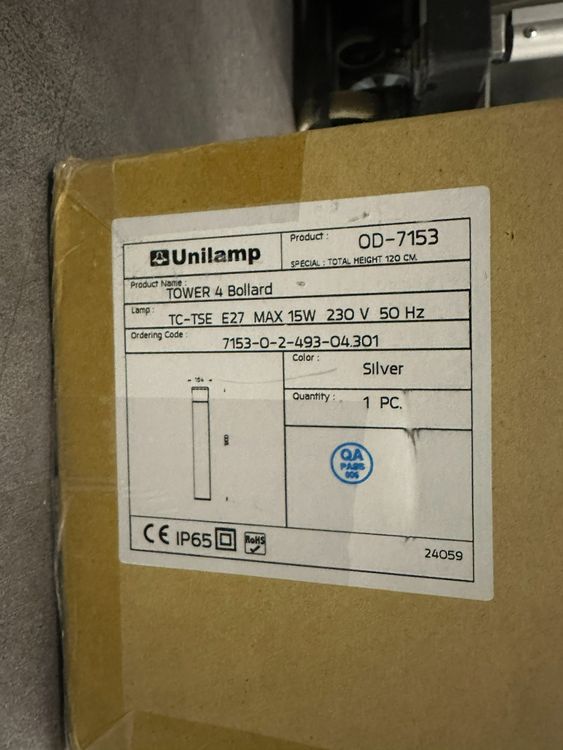 Unilamp
Product : OD-7153
SPECIAL : TOTAL HEIGHT 120 CM.
Product Name : TOWER 4 Bollard
Lamp : TC-TSE E27 MAX 15W 230 V 50 Hz
Ordering Code : 7153-0-2-493-04.301
Color : Silver
Quantity : 1 PC.
QA
PASS
CE IP65 RoHS
24059